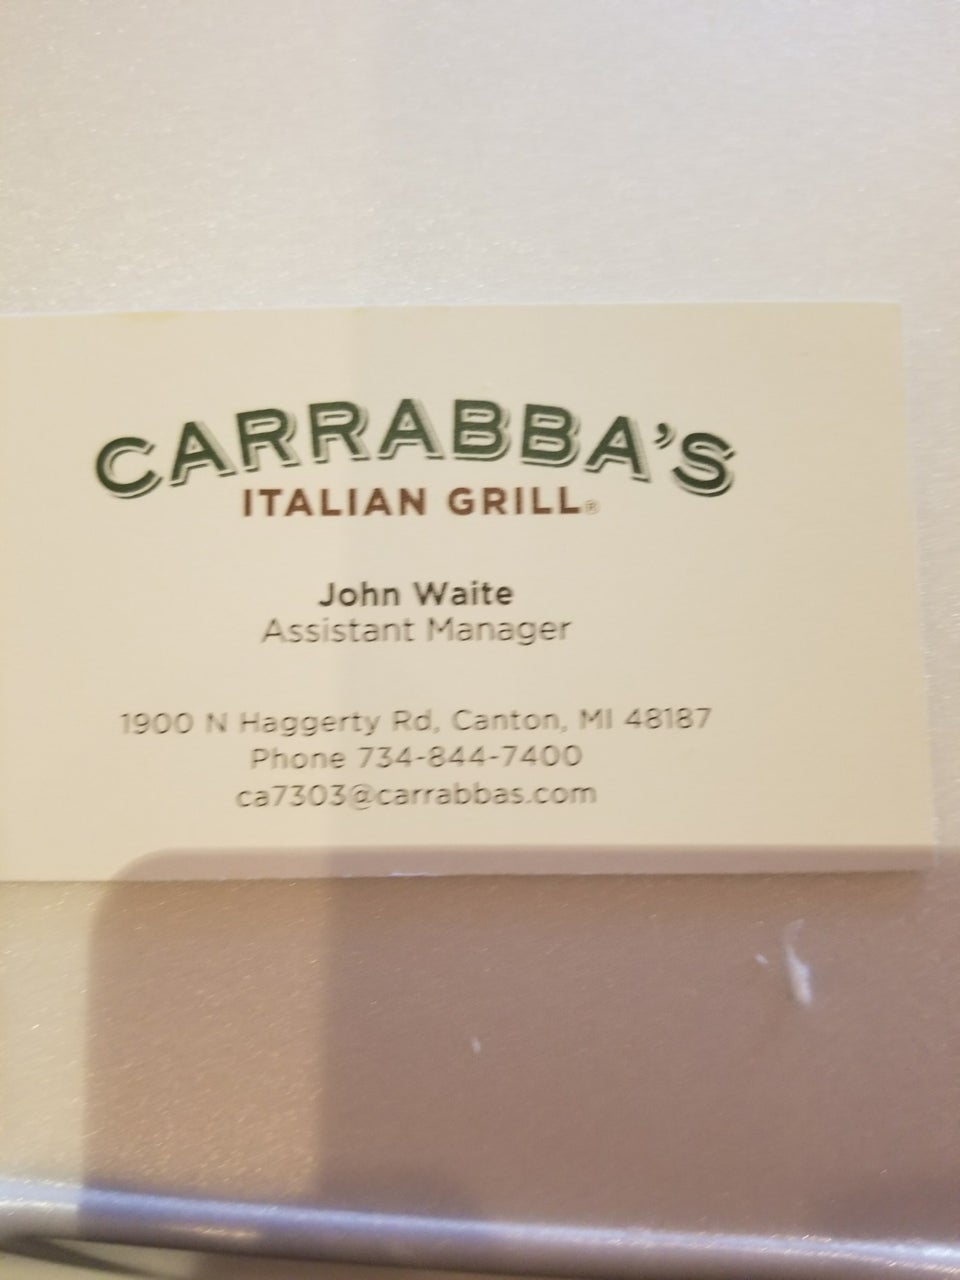 CARRABBA'S
ITALIAN GRILL®
John Waite
Assistant Manager
1900 N Haggerty Rd, Canton, MI 48187
Phone 734-844-7400
ca7303@carrabbas.com